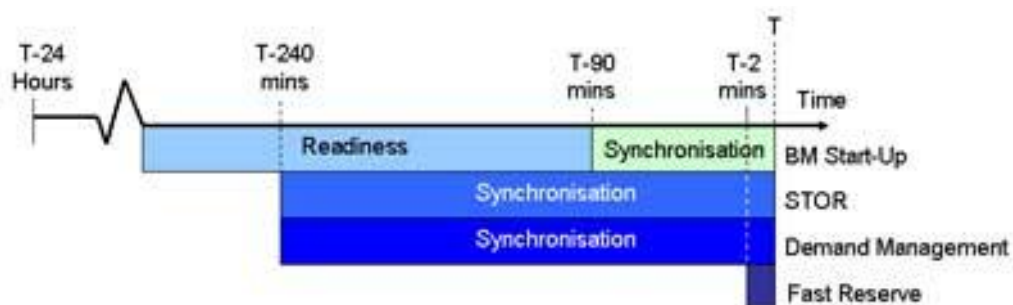 T
T-24
Hours
T-240
mins
T-90
mins
T-2
mins
Time
Readiness
Synchronisation
BM Start-Up
Synchronisation
STOR
Synchronisation
Demand Management
Fast Reserve